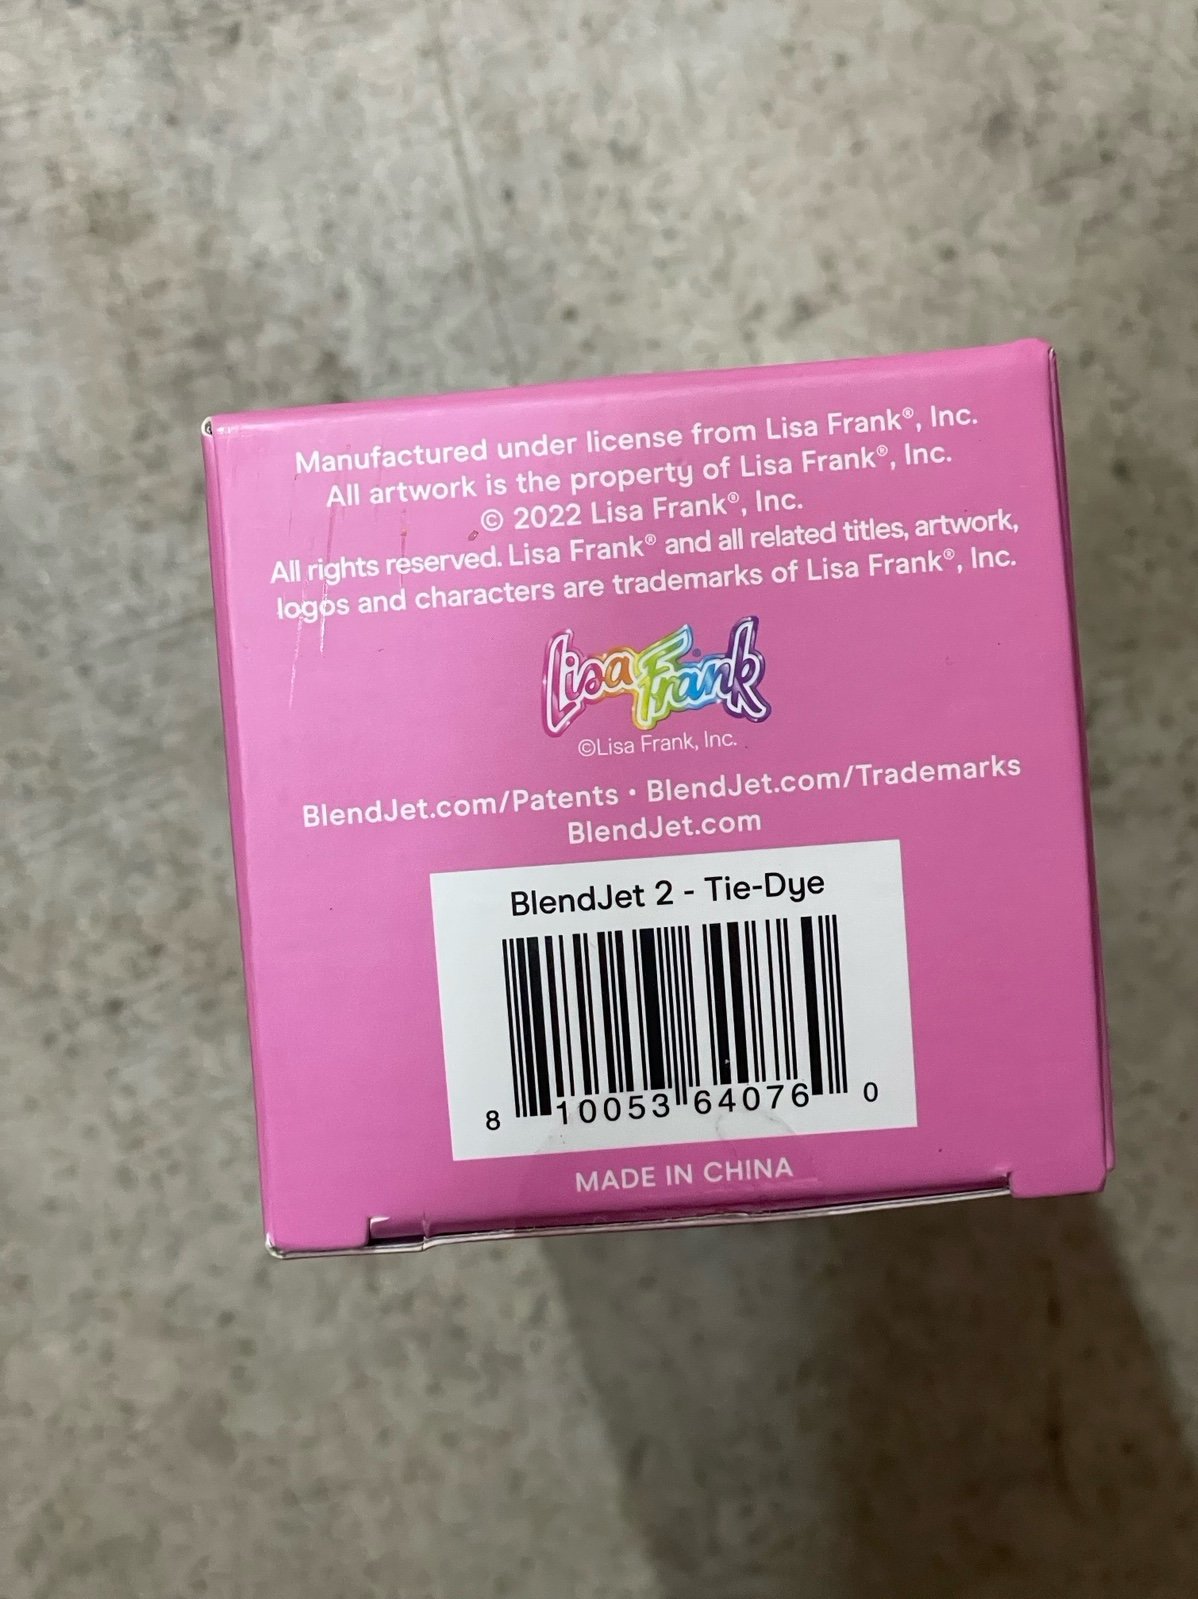 Manufactured under license from Lisa Frank®, Inc.
All artwork is the property of Lisa Frank®, Inc.
© 2022 Lisa Frank®, Inc.
All rights reserved. Lisa Frank® and all related titles, artwork,
logos and characters are trademarks of Lisa Frank®, Inc.
Lisa Frank®
©Lisa Frank, Inc.
BlendJet.com/Patents • BlendJet.com/Trademarks
BlendJet.com
BlendJet 2 - Tie-Dye
8 10053 64076 0
MADE IN CHINA